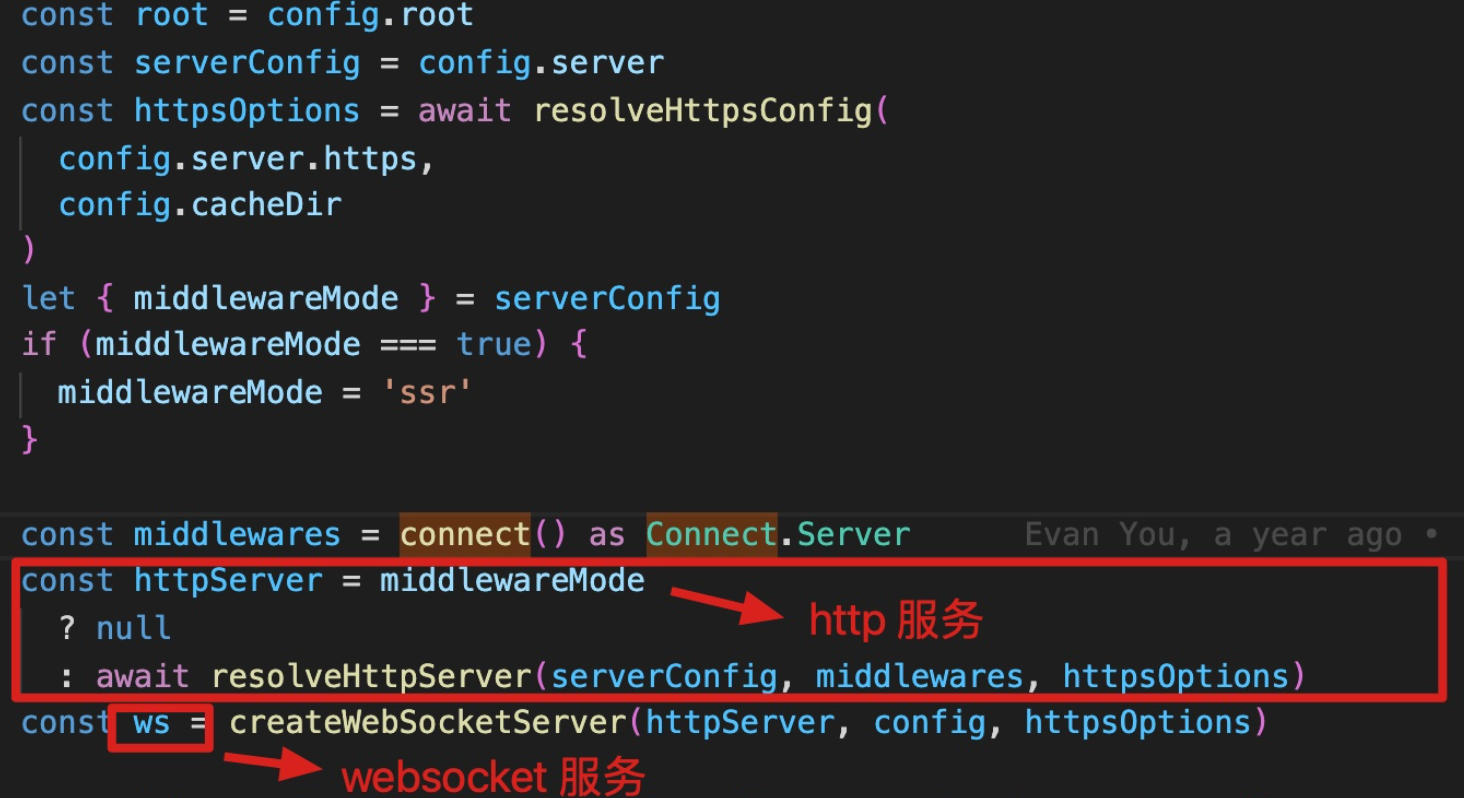 const root = config.root
const serverConfig = config.server
const httpsOptions = await resolveHttpsConfig(
  config.server.https,
  config.cacheDir
)
let { middlewareMode } = serverConfig
if (middlewareMode === true) {
  middlewareMode = 'ssr'
}
const middlewares = connect() as Connect.Server Evan You, a year ago •
const httpServer = middlewareMode
http 服务
  ? null
  : await resolveHttpServer(serverConfig, middlewares, httpsOptions)
const ws = createWebSocketServer(httpServer, config, httpsOptions)
websocket 服务